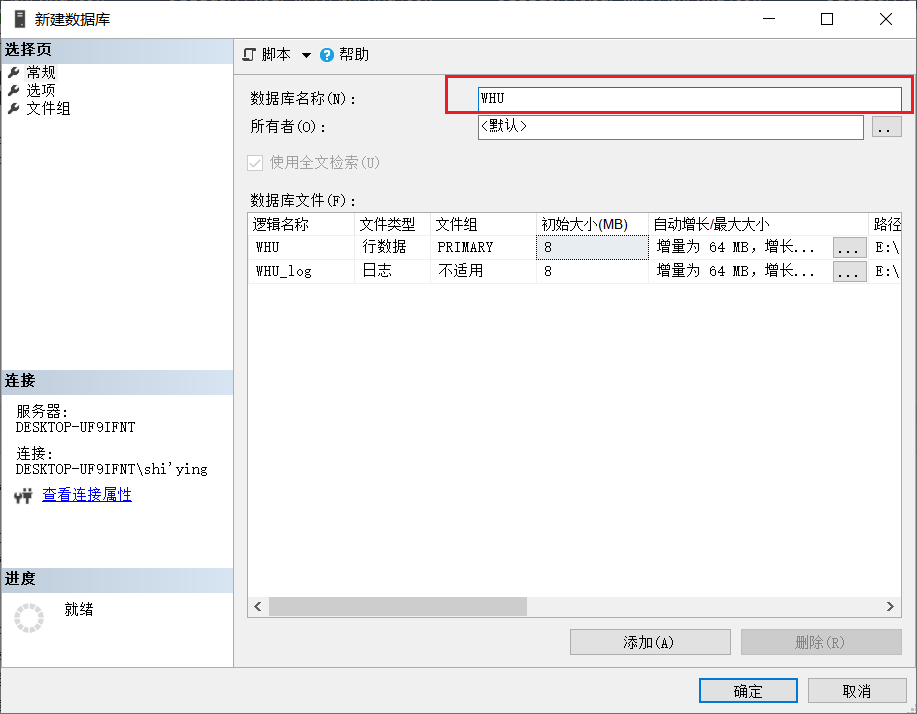 新建数据库
选择页
常规
选项
文件组
连接
服务器:
DESKTOP-UF9IFNT
连接:
DESKTOP-UF9IFNT\shi'ying
查看连接属性
进度
就绪
脚本 帮助
数据库名称(N): WHU
所有者(O): <默认> ..
使用全文检索(U)
数据库文件(F):
逻辑名称 文件类型 文件组 初始大小(MB) 自动增长/最大大小 路径
WHU 行数据 PRIMARY 8 增量为 64 MB，增长... ... E:\
WHU_log 日志 不适用 8 增量为 64 MB，增长... ... E:\
添加(A) 删除(R)
确定 取消